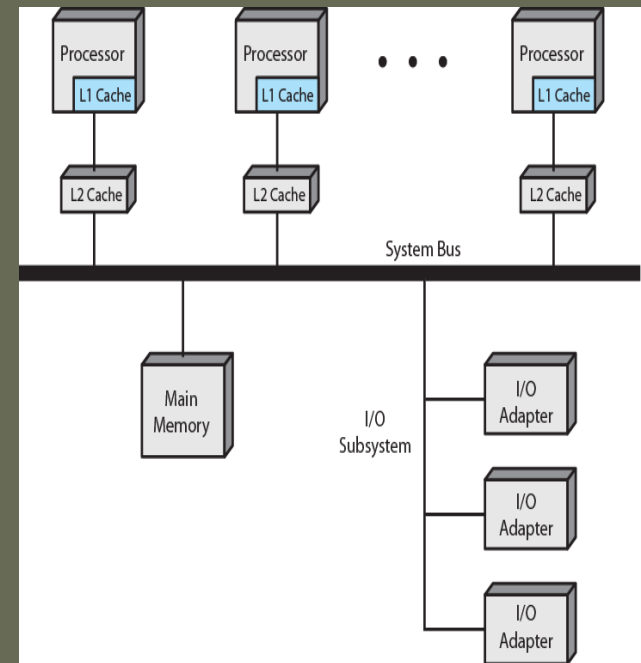 Processor
L1 Cache
Processor
L1 Cache
Processor
L1 Cache
L2 Cache
L2 Cache
L2 Cache
System Bus
Main
Memory
I/O
Subsystem
I/O
Adapter
I/O
Adapter
I/O
Adapter